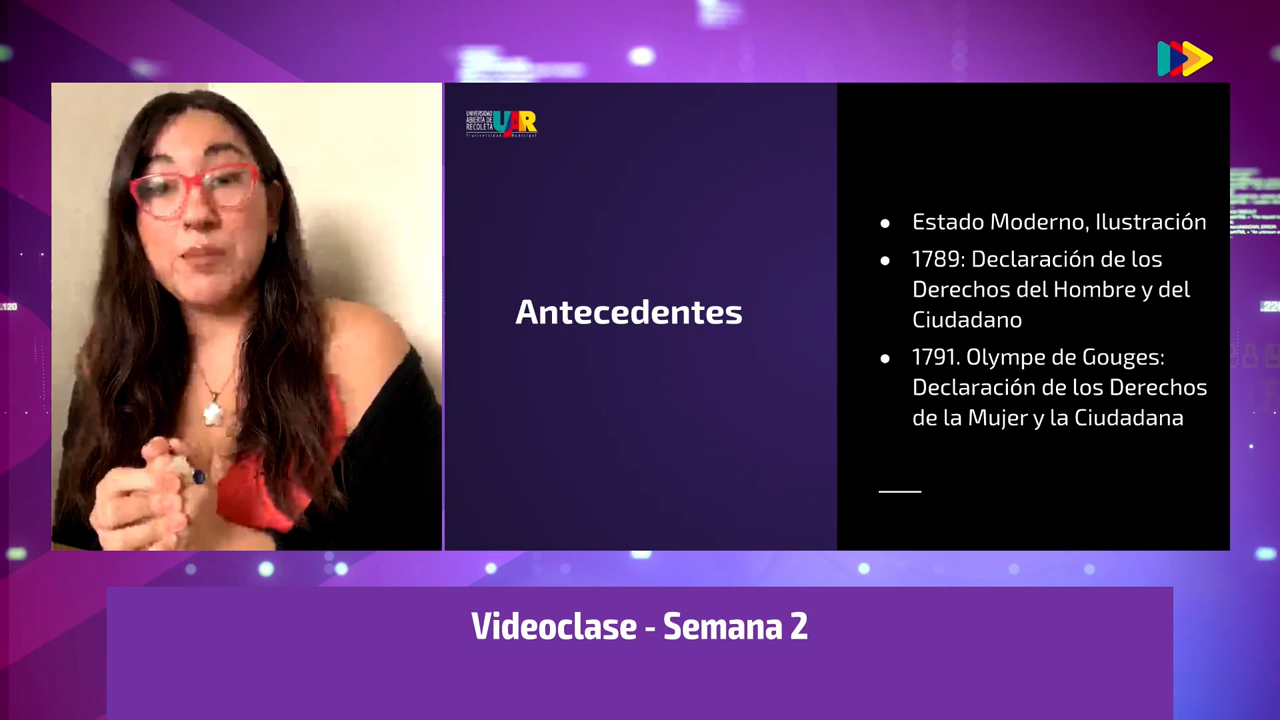 UNIVERSIDAD
ABIERTA DE
RECOLETA
UAR
Antecedentes
● Estado Moderno, Ilustración
● 1789: Declaración de los
Derechos del Hombre y del
Ciudadano
● 1791. Olympe de Gouges:
Declaración de los Derechos
de la Mujer y la Ciudadana
.120
Videoclase - Semana 2